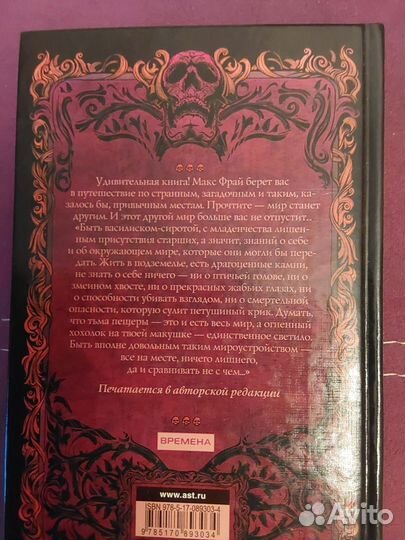 Удивительная книга! Макс Фрай берет вас
в путешествие по странным, загадочным и таким, ка-
залось бы, привычным местам. Прочтите — мир станет
другим. И этот другой мир больше вас не отпустит..
«Быть василиском-сиротой, с младенчества лишен-
ным присутствия старших, а значит, знаний о себе
и об окружающем мире, которые они могли бы пере-
дать. Жить в подземелье, есть драгоценные камни,
не знать о себе ничего — ни о птичьей голове, ни о
змеином хвосте, ни о прекрасных жабьих глазах, ни
о способности убивать взглядом, ни о смертельной
опасности, которую сулит петушиный крик. Думать,
что тьма пещеры — это и есть весь мир, а огненный
хохолок на твоей макушке — единственное светило.
Быть вполне довольным таким мироустройством —
все на месте, ничего лишнего,
да и сравнивать не с чем...»
Печатается в авторской редакции
ВРЕМЕНА
www.ast.ru
ISBN 978-5-17-089303-4
9 785170 893034
Avito